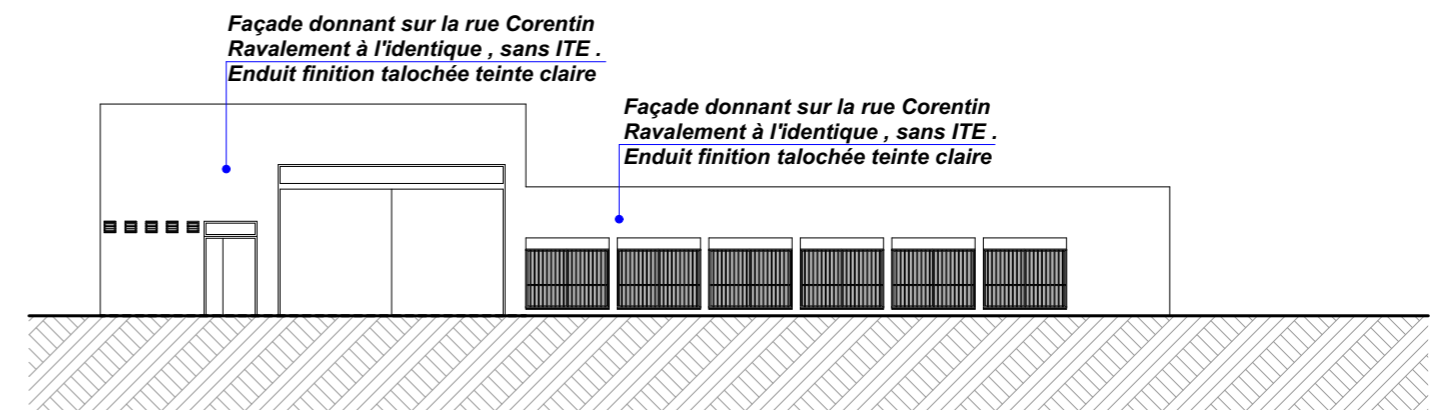 Façade donnant sur la rue Corentin
Ravalement à l'identique , sans ITE .
Enduit finition talochée teinte claire
Façade donnant sur la rue Corentin
Ravalement à l'identique , sans ITE .
Enduit finition talochée teinte claire